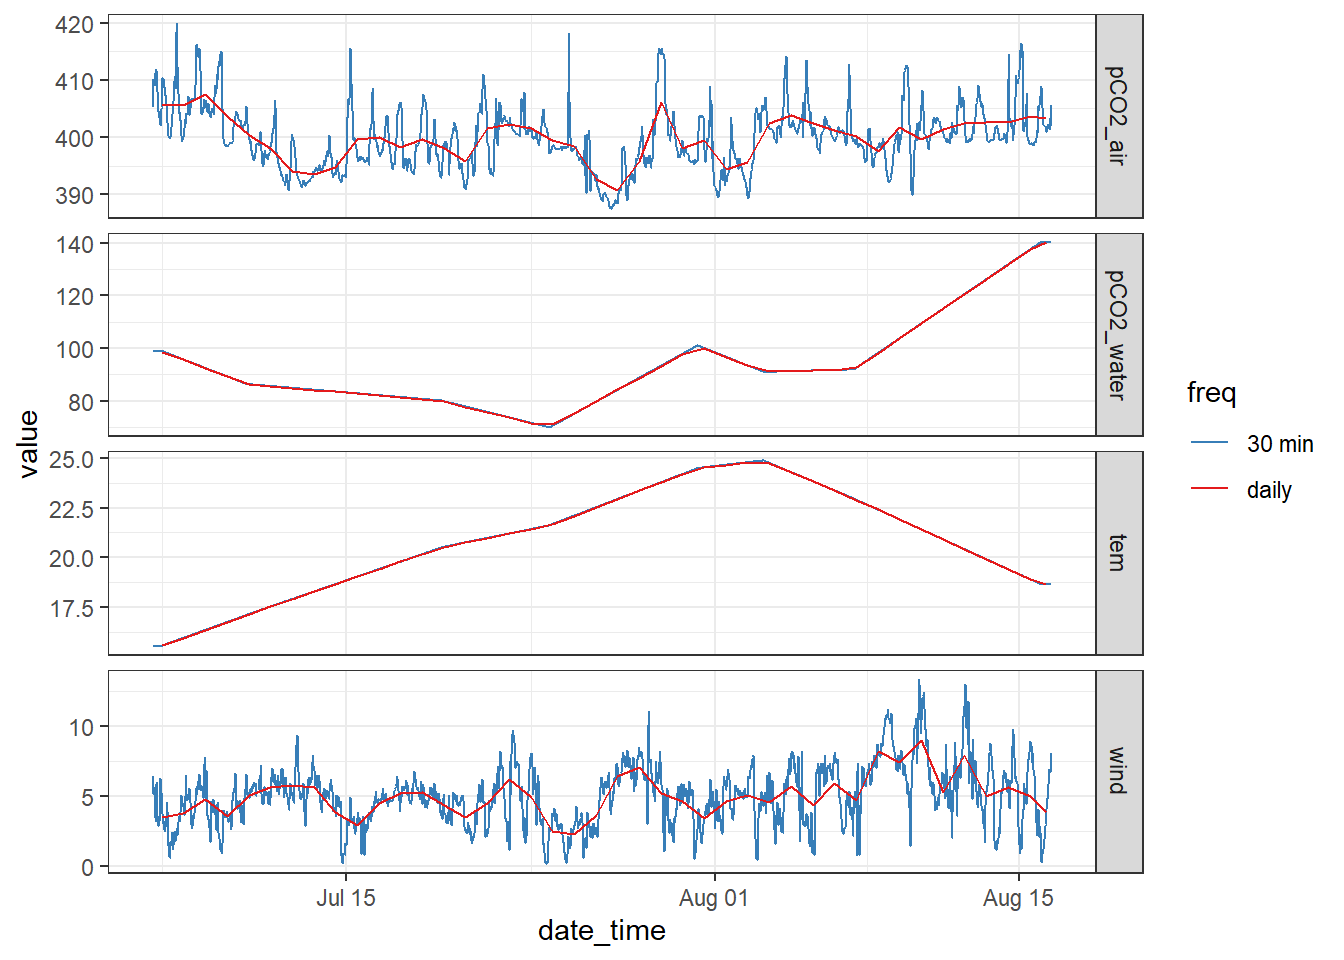 420
410
400
390
pCO2_air
140
120
100
80
pCO2_water
25.0
22.5
20.0
17.5
tem
10
5
0
wind
Jul 15
Aug 01
Aug 15
date_time
value
freq
30 min
daily